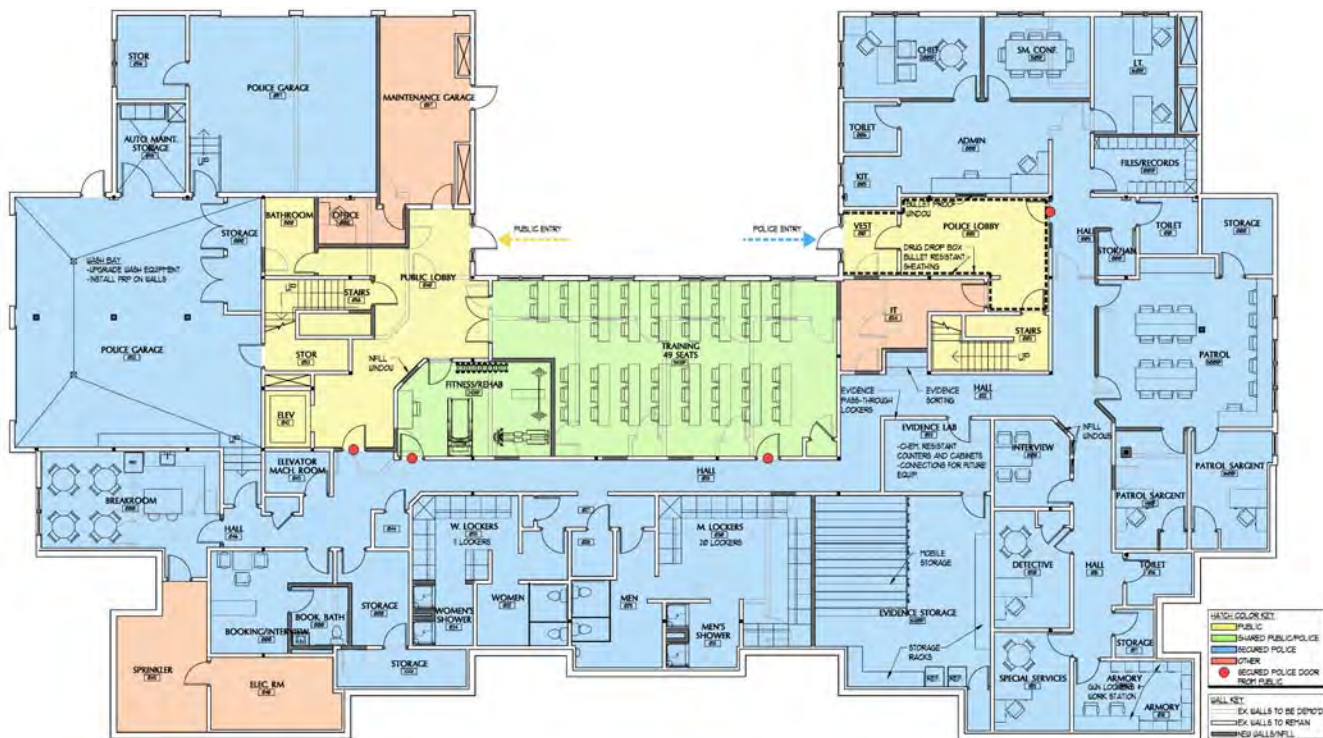 STOR
POLICE GARAGE
MAINTENANCE GARAGE
AUTO MAINT.
STORAGE
UP
CHIEF
SM. CONF.
LT.
TOILET
ADMIN
KIT.
FILES/RECORDS
BATHROOM
OFFICE
STORAGE
WASH BAY
-UPGRADE WASH EQUIPMENT
-INSTALL FRP ON WALLS
PUBLIC LOBBY
PUBLIC ENTRY
POLICE ENTRY
BULLET PROOF
WINDOW
VEST
POLICE LOBBY
DRUG DROP BOX
BULLET RESISTANT
SHEATHING
HALL
STOR/JAN.
TOILET
STORAGE
UP
STAIRS
POLICE GARAGE
STOR
INFILL
WINDOW
TRAINING
49 SEATS
IT
STAIRS
UP
PATROL
HALL
FITNESS/REHAB
EVIDENCE
PASS-THROUGH
LOCKERS
EVIDENCE
SORTING
ELEV
UP
EVIDENCE LAB
-CHEM. RESISTANT
COUNTERS AND CABINETS
-CONNECTIONS FOR FUTURE
EQUIP.
INFILL
WINDOWS
INTERVIEW
ELEVATOR
MACH. ROOM
HALL
PATROL SARGENT
PATROL SARGENT
BREAKROOM
HALL
W. LOCKERS
M. LOCKERS
20 LOCKERS
MOBILE
STORAGE
DETECTIVE
HALL
TOILET
STORAGE
WOMEN'S
SHOWER
WOMEN
MEN
MEN'S
SHOWER
EVIDENCE STORAGE
BOOK. BATH
BOOKING/INTERVIEW
STORAGE
STORAGE
RACKS
REF.
REF.
SPECIAL SERVICES
STORAGE
ARMORY
GUN LOCKERS &
WORK STATION
ARMORY
SPRINKLER
ELEC. RM
HATCH COLOR KEY
PUBLIC
SHARED PUBLIC/POLICE
SECURED POLICE
OTHER
SECURED POLICE DOOR
FROM PUBLIC
WALL KEY
EX. WALLS TO BE DEMO'D
EX. WALLS TO REMAIN
NEW WALLS/INFILL